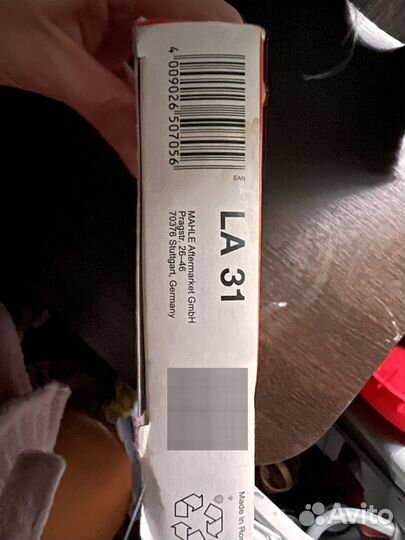 4 009026 507056
EAN
LA 31
MAHLE Aftermarket GmbH
Pragstr. 26–46
70376 Stuttgart, Germany
Made in
Avito